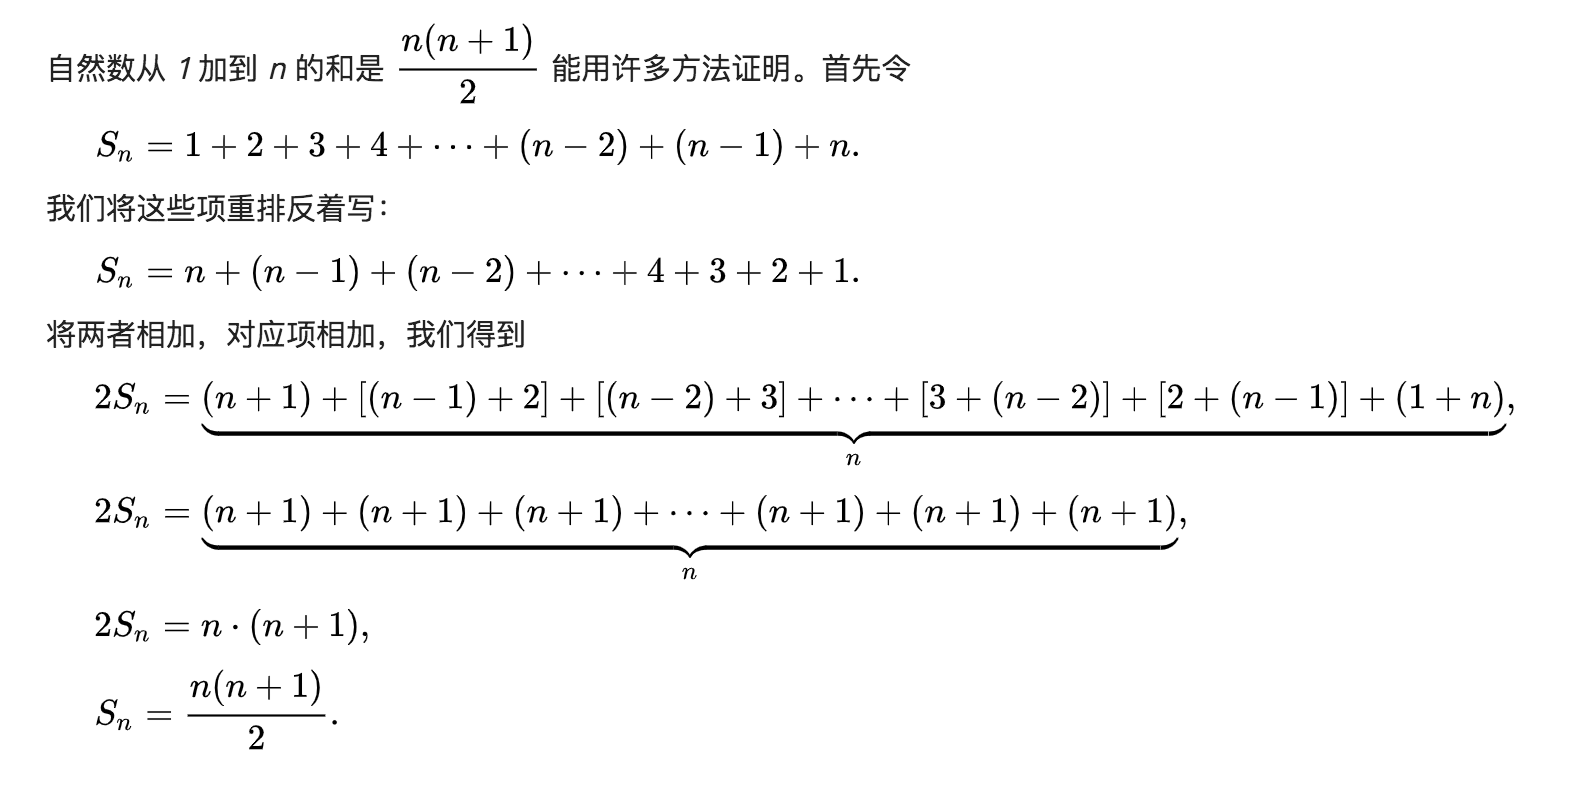 自然数从 1 加到 n 的和是 $\frac{n(n+1)}{2}$ 能用许多方法证明。首先令
$S_n = 1 + 2 + 3 + 4 + \cdots + (n-2) + (n-1) + n.$
我们将这些项重排反着写：
$S_n = n + (n-1) + (n-2) + \cdots + 4 + 3 + 2 + 1.$
将两者相加，对应项相加，我们得到
$2S_n = \underbrace{(n+1) + [(n-1)+2] + [(n-2)+3] + \cdots + [3+(n-2)] + [2+(n-1)] + (1+n)}_{n},$
$2S_n = \underbrace{(n+1) + (n+1) + (n+1) + \cdots + (n+1) + (n+1) + (n+1)}_{n},$
$2S_n = n \cdot (n+1),$
$S_n = \frac{n(n+1)}{2}.$